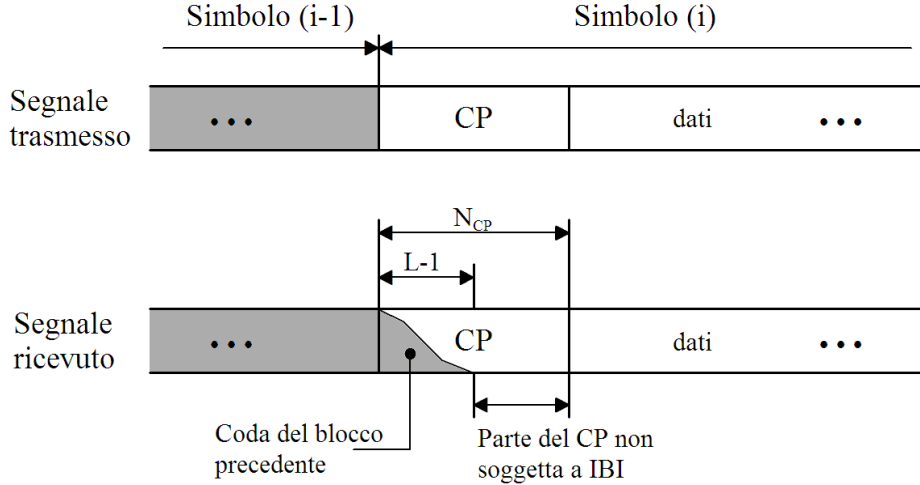 Simbolo (i-1)
Simbolo (i)
Segnale
trasmesso
•••
CP
dati
•••
N_CP
L-1
Segnale
ricevuto
•••
CP
dati
•••
Coda del blocco
precedente
Parte del CP non
soggetta a IBI